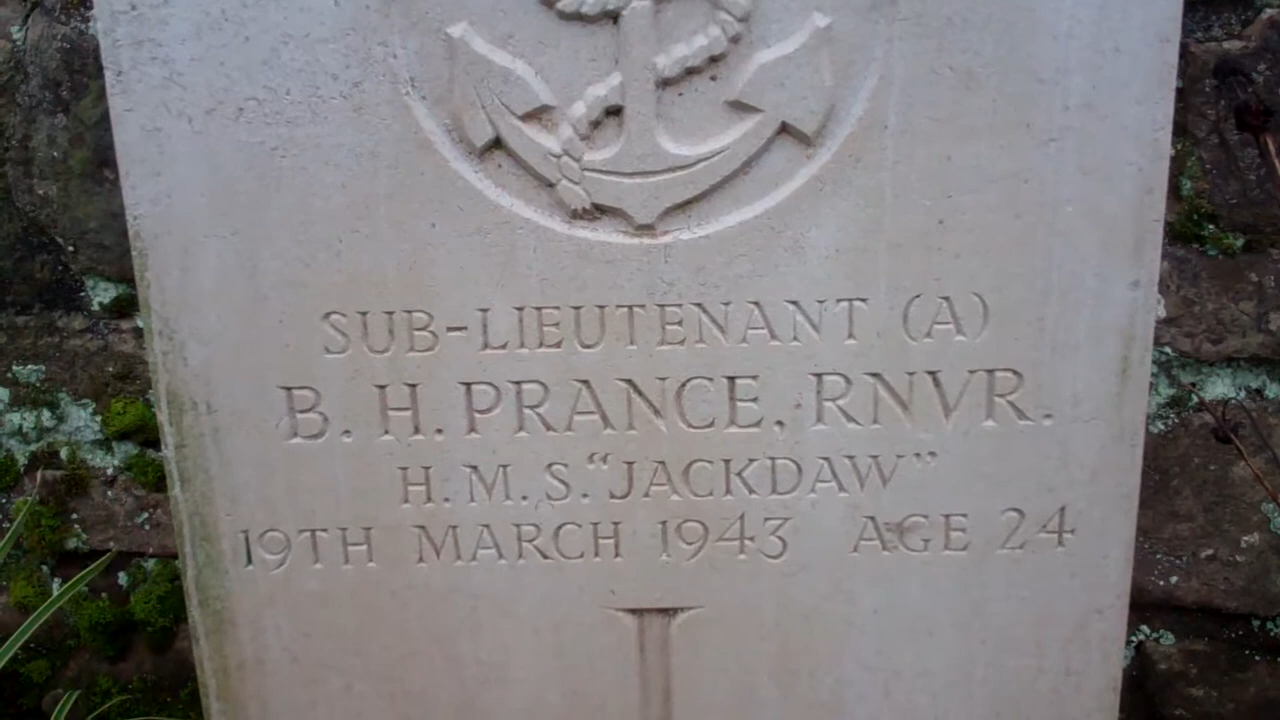 SUB-LIEUTENANT (A)
B. H. PRANCE, RNVR.
H. M. S. “JACKDAW”
19TH MARCH 1943 AGE 24